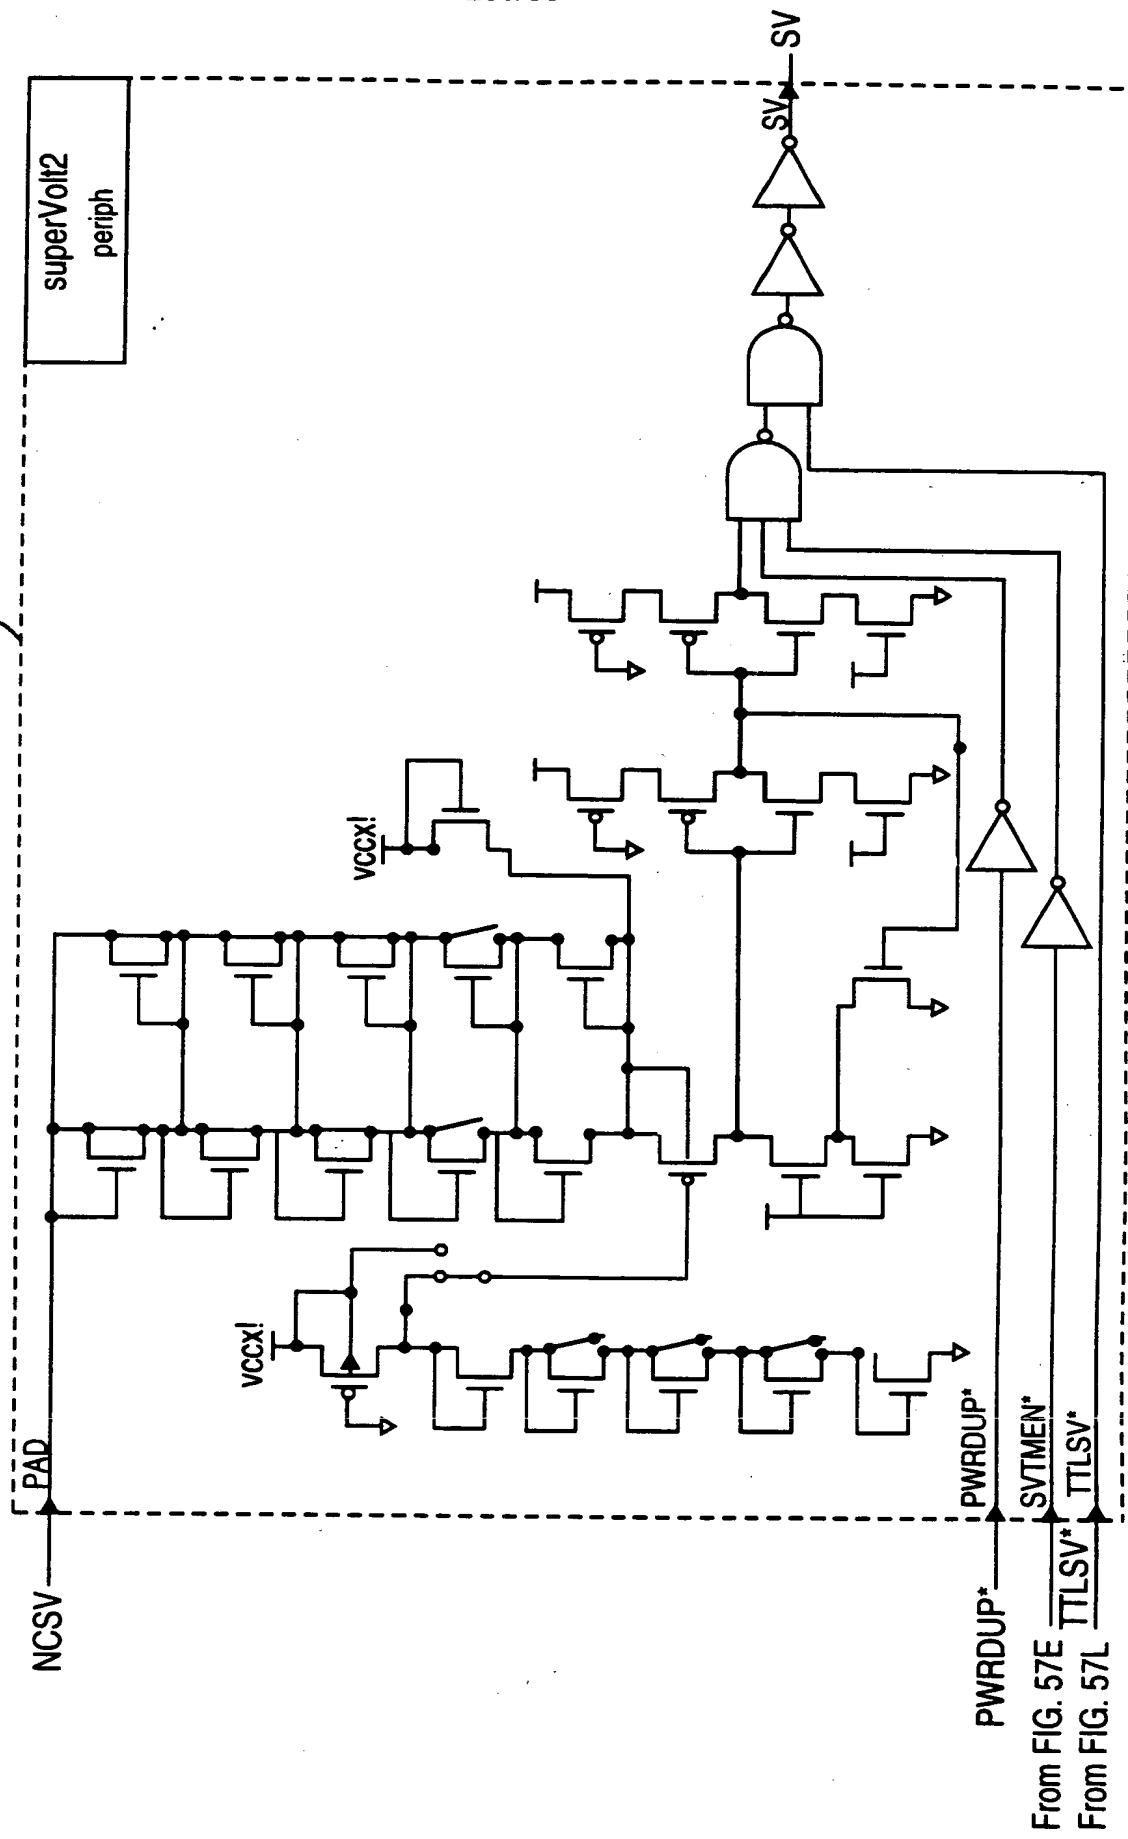 superVolt2
periph
SV
SV
VCCX!
VCCX!
PAD
NCSV
PWRDUP*
SVTMEN*
TTLSV*
PWRDUP*
TTLSV*
From FIG. 57E
From FIG. 57L